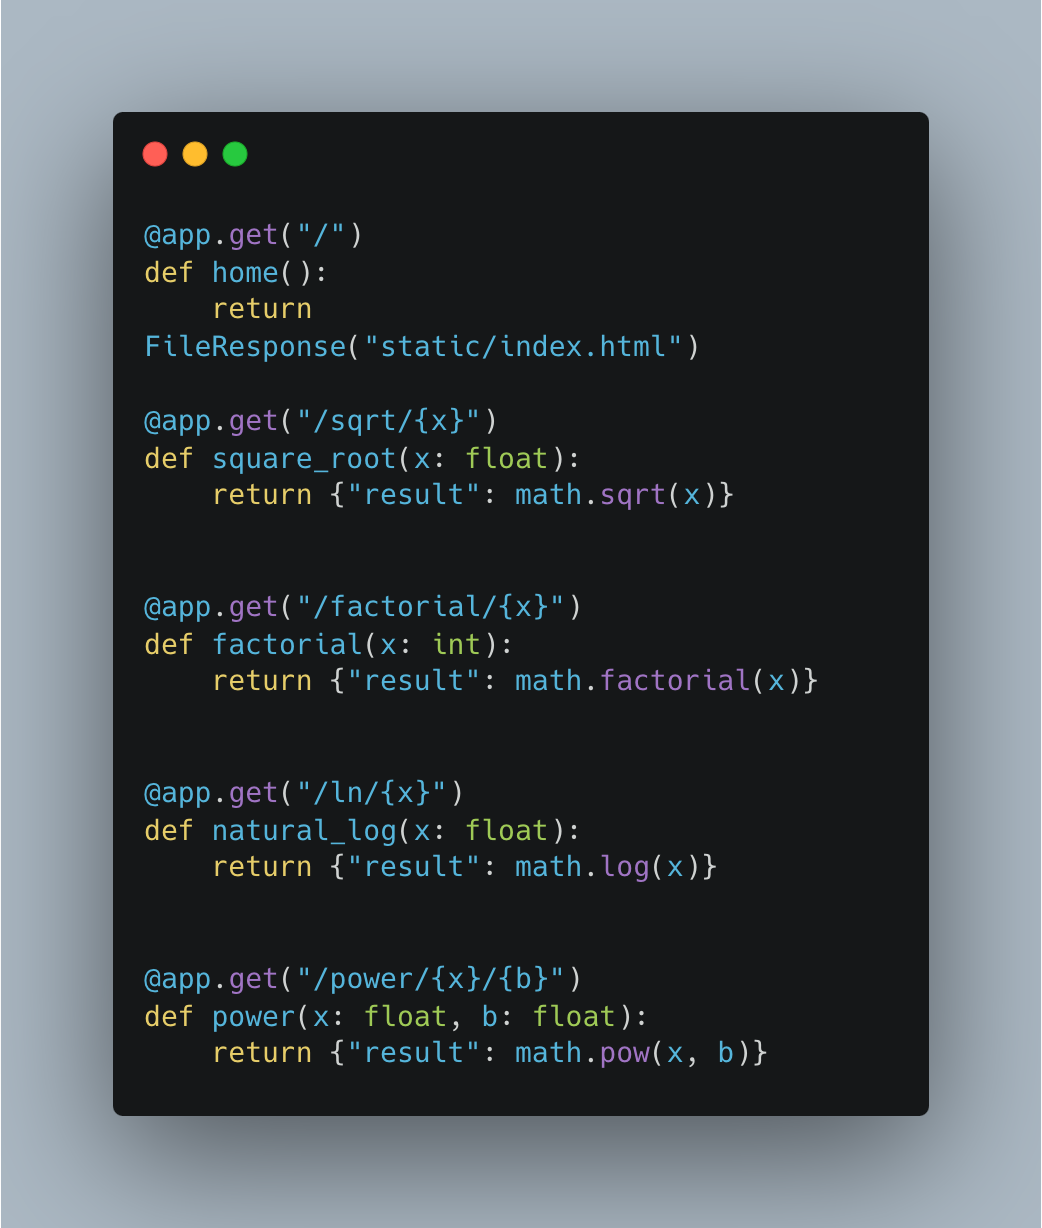 @app.get("/")
def home():
    return
FileResponse("static/index.html")

@app.get("/sqrt/{x}")
def square_root(x: float):
    return {"result": math.sqrt(x)}


@app.get("/factorial/{x}")
def factorial(x: int):
    return {"result": math.factorial(x)}


@app.get("/ln/{x}")
def natural_log(x: float):
    return {"result": math.log(x)}


@app.get("/power/{x}/{b}")
def power(x: float, b: float):
    return {"result": math.pow(x, b)}